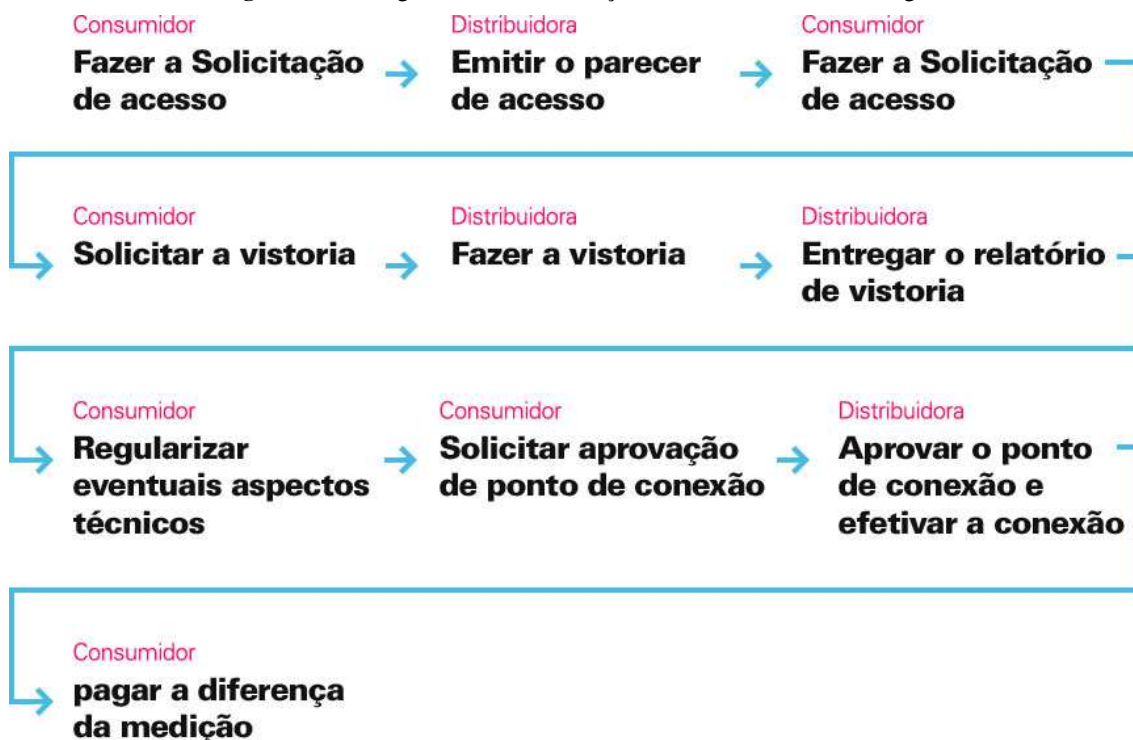 Consumidor
Fazer a Solicitação
de acesso
Distribuidora
Emitir o parecer
de acesso
Consumidor
Fazer a Solicitação
de acesso
Consumidor
Solicitar a vistoria
Distribuidora
Fazer a vistoria
Distribuidora
Entregar o relatório
de vistoria
Consumidor
Regularizar
eventuais aspectos
técnicos
Consumidor
Solicitar aprovação
de ponto de conexão
Distribuidora
Aprovar o ponto
de conexão e
efetivar a conexão
Consumidor
pagar a diferença
da medição